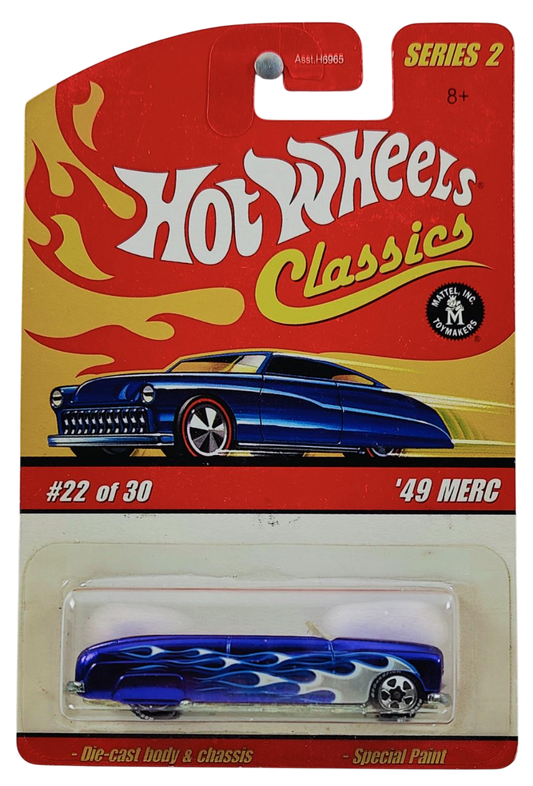 Asst.H6965
SERIES 2
8+
HOT WHEELS®
Classics
MATTEL, INC.
M
TOYMAKERS®
#22 of 30
'49 MERC
- Die-cast body & chassis
- Special Paint